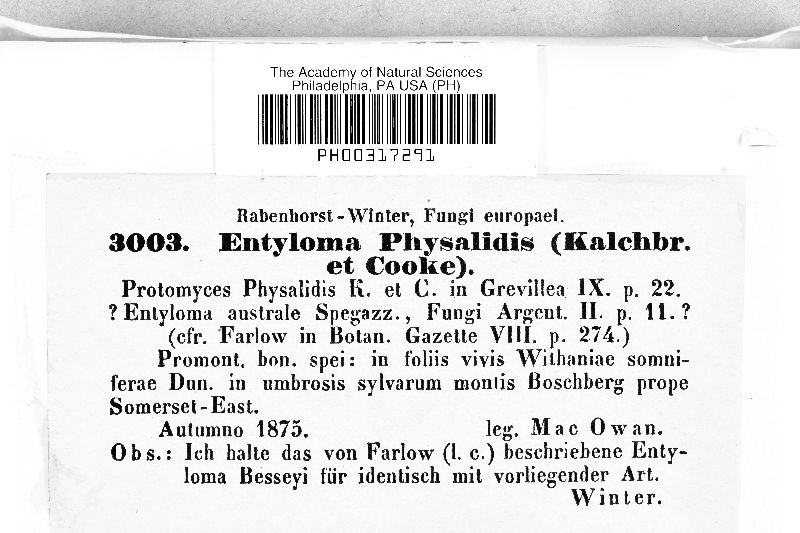 The Academy of Natural Sciences
Philadelphia, PA USA (PH)
PH00317291
Rabenhorst-Winter, Fungi europaei.
3003. Entyloma Physalidis (Kalchbr.
et Cooke).
Protomyces Physalidis K. et C. in Grevillea IX. p. 22.
? Entyloma australe Spegazz., Fungi Argent. II. p. 11. ?
(cfr. Farlow in Botan. Gazette VIII. p. 274.)
Promont. bon. spei: in foliis vivis Withaniae somni-
ferae Dun. in umbrosis sylvarum montis Boschberg prope
Somerset-East.
Autumno 1875. leg. Mac Owan.
Obs.: Ich halte das von Farlow (l. c.) beschriebene Enty-
loma Besseyi für identisch mit vorliegender Art.
Winter.